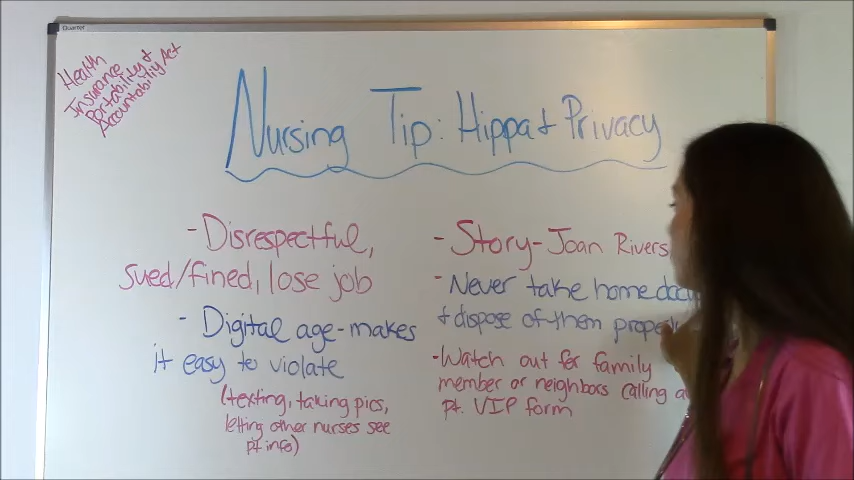 Quartet
Health
Insurance
Portability &
Accountability Act
Nursing Tip: Hippa & Privacy
- Disrespectful,
sued/fined, lose job
- Digital age-makes
it easy to violate
(texting, taking pics,
letting other nurses see
pt info)
- Story - Joan Rivers
- Never take home
& dispose of them
- Watch out for family
member or neighbors calling
pt. VIP form